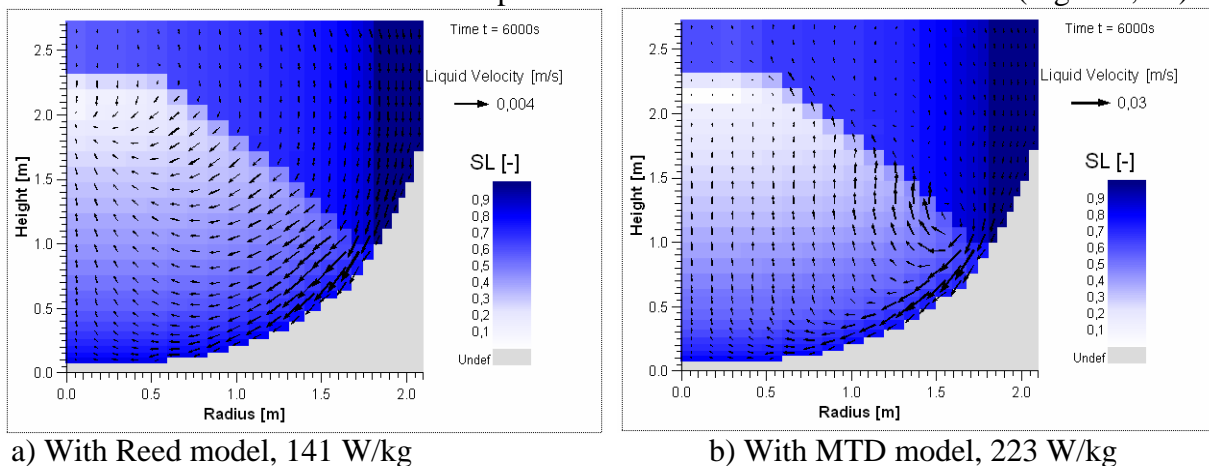 Time t = 6000s
Liquid Velocity [m/s]
0,004
SL [-]
0,9
0,8
0,7
0,6
0,5
0,4
0,3
0,2
0,1
Undef
Height [m]
2.5
2.0
1.5
1.0
0.5
0.0
0.0 0.5 1.0 1.5 2.0
Radius [m]
a) With Reed model, 141 W/kg
Time t = 6000s
Liquid Velocity [m/s]
0,03
SL [-]
0,9
0,8
0,7
0,6
0,5
0,4
0,3
0,2
0,1
Undef
Height [m]
2.5
2.0
1.5
1.0
0.5
0.0
0.0 0.5 1.0 1.5 2.0
Radius [m]
b) With MTD model, 223 W/kg